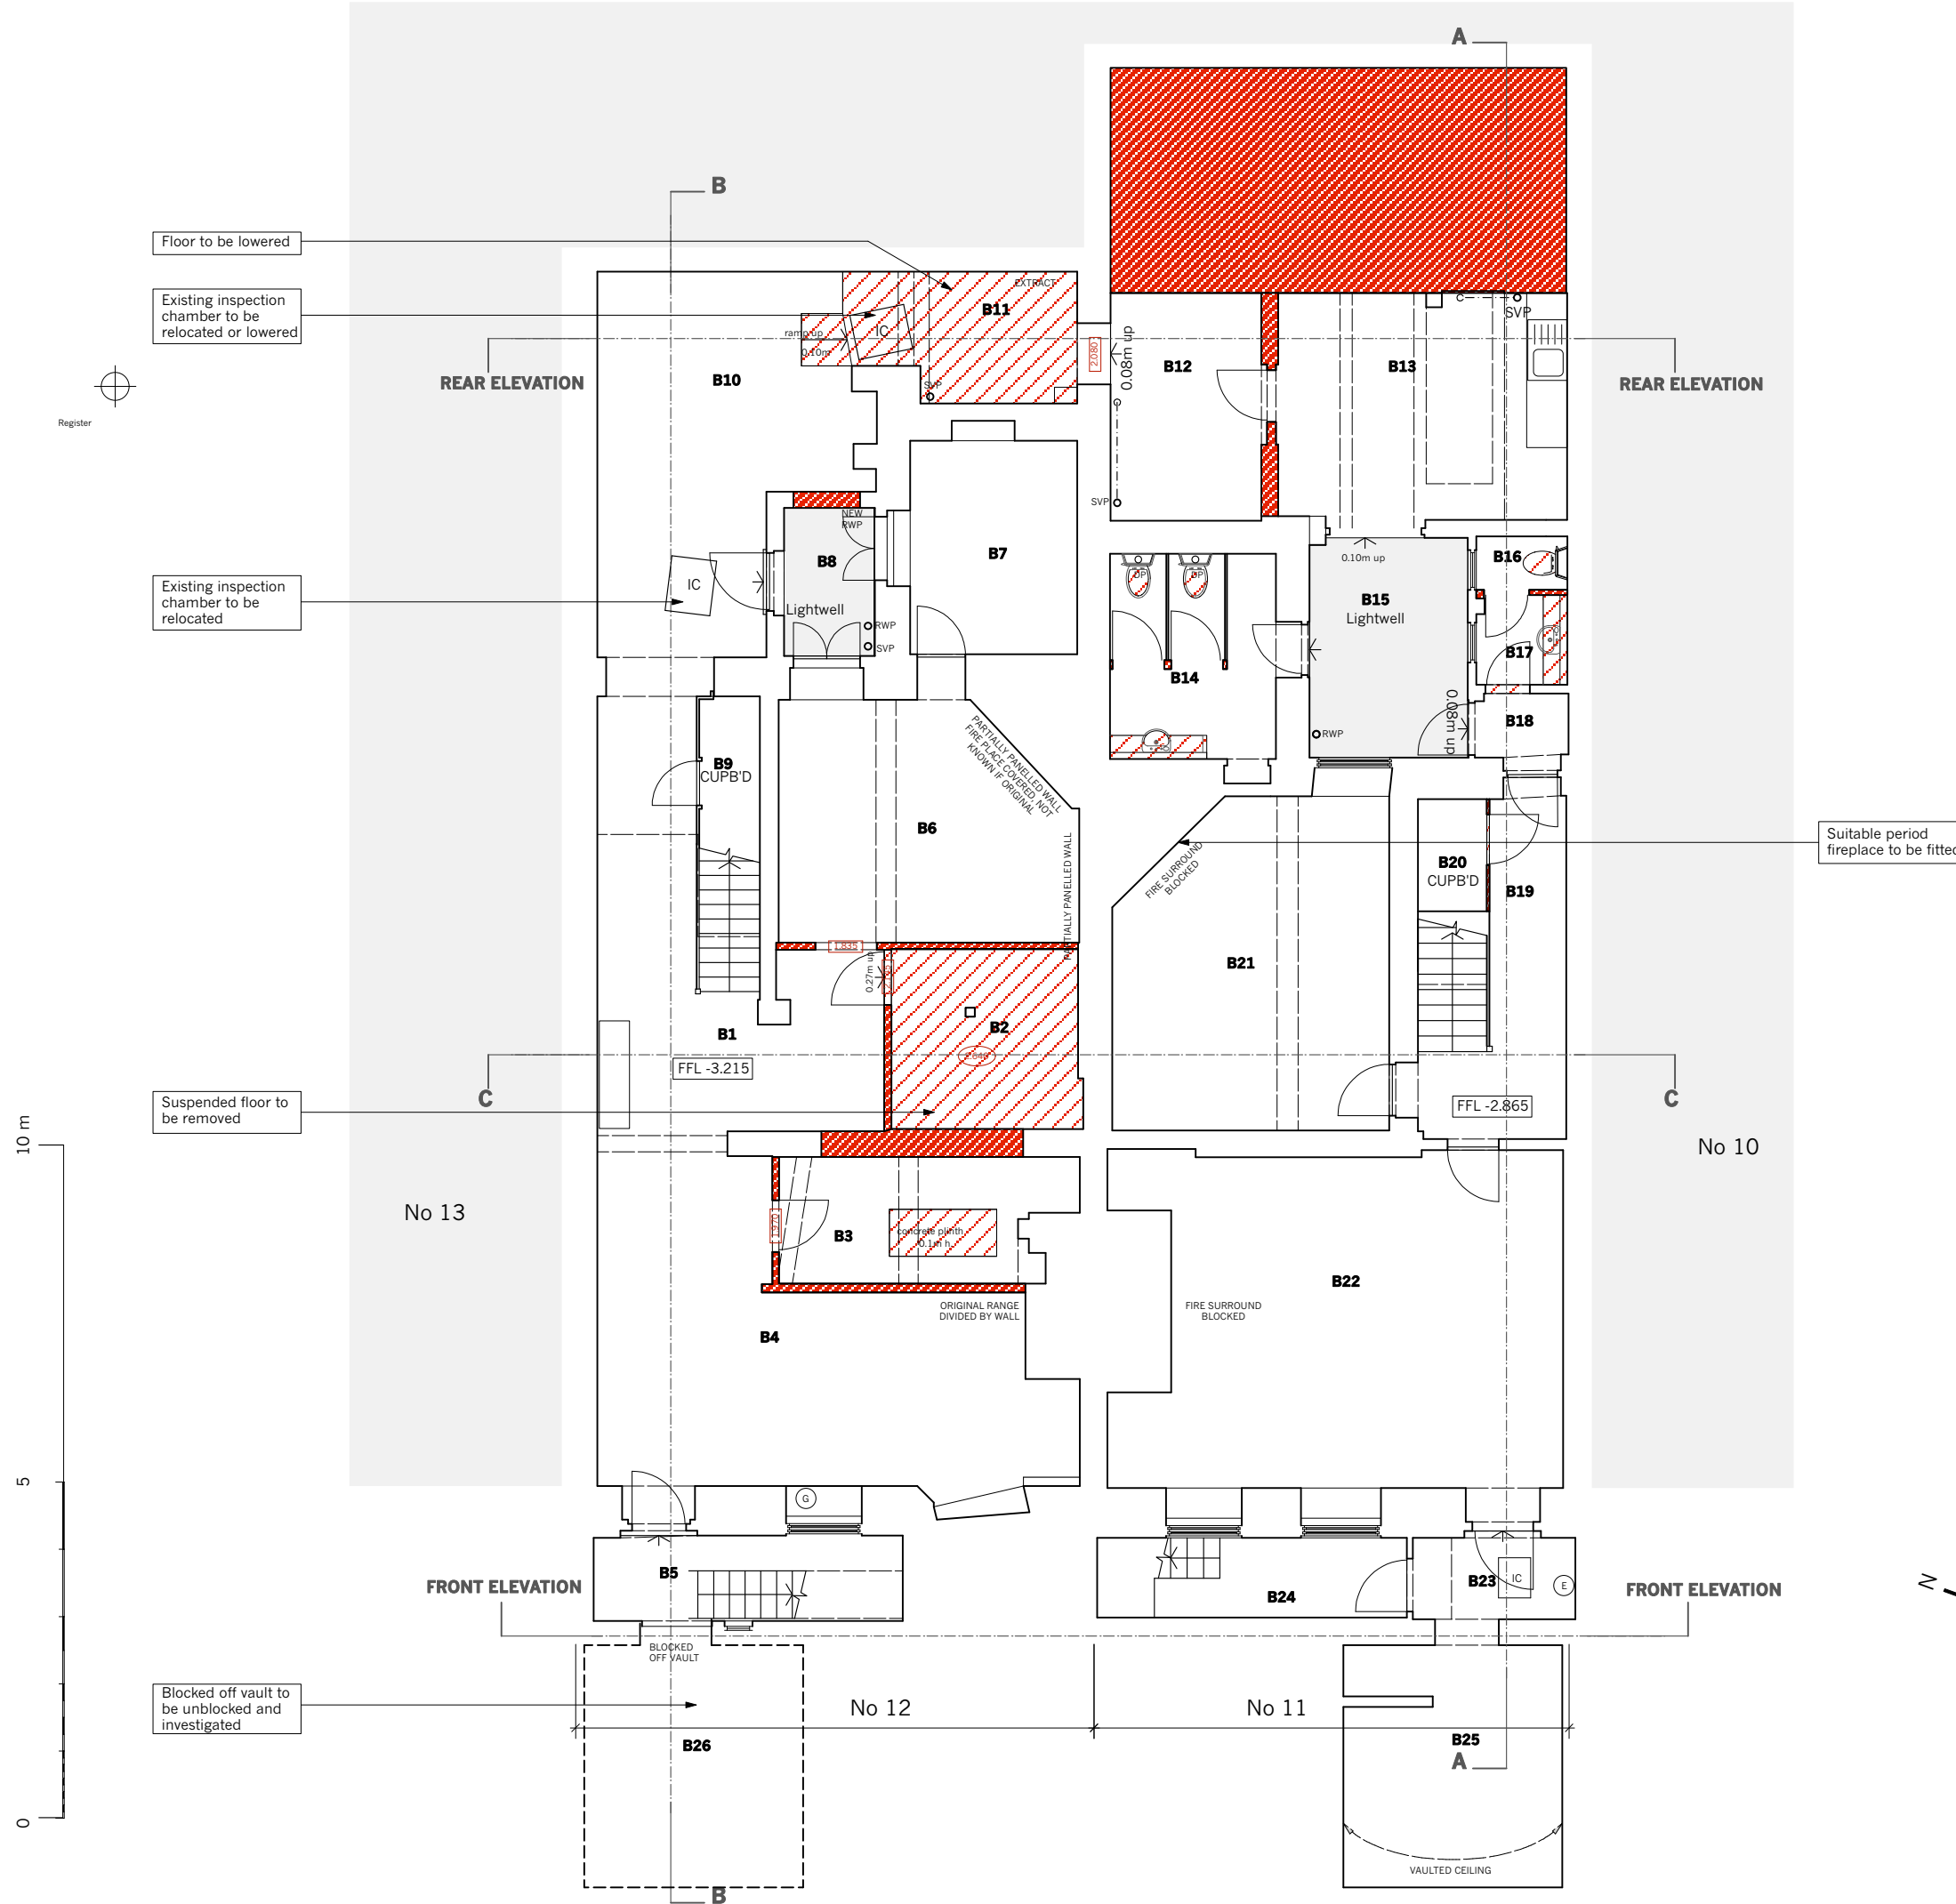 A
B
Floor to be lowered
Existing inspection
chamber to be
relocated or lowered
EXTRACT
B11
IC
ramp up
0.10m
SVP
REAR ELEVATION
B10
2.080
0.08m up
B12
B13
SVP
REAR ELEVATION
Register
SVP
NEW
RWP
B8
Lightwell
RWP
SVP
B7
IC
Existing inspection
chamber to be
relocated
0.10m up
B15
Lightwell
B16
B17
B14
B18
0.08m up
RWP
B9
CUPB'D
PARTIALLY PANELLED WALL
FIRE PLACE COVERED, NOT
KNOWN IF ORIGINAL
B6
PARTIALLY PANELLED WALL
FIRE SURROUND
BLOCKED
Suitable period
fireplace to be fitted
B20
CUPB'D
B19
1.835
0.27m up
B21
B1
B2
FFL -3.215
C
FFL -2.865
C
Suspended floor to
be removed
10 m
No 13
No 10
1.970
B3
concrete plinth
0.1m h.
B22
ORIGINAL RANGE
DIVIDED BY WALL
FIRE SURROUND
BLOCKED
B4
5
G
B5
FRONT ELEVATION
B24
B23
IC
E
FRONT ELEVATION
N
BLOCKED
OFF VAULT
Blocked off vault to
be unblocked and
investigated
No 12
No 11
B26
B25
A
0
VAULTED CEILING
B